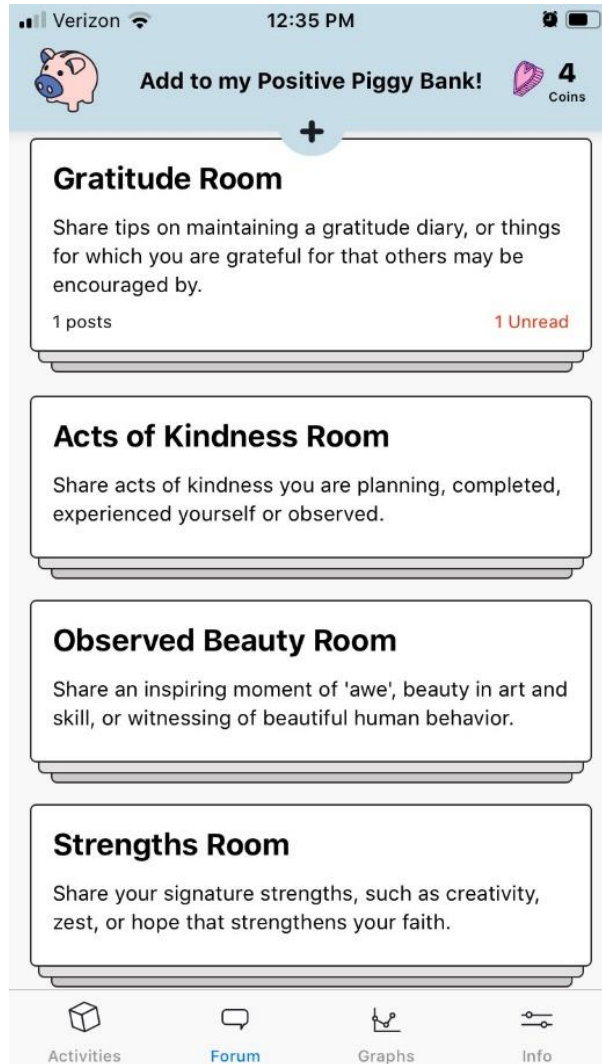 Verizon 12:35 PM
Add to my Positive Piggy Bank! 4
Coins
+
Gratitude Room
Share tips on maintaining a gratitude diary, or things
for which you are grateful for that others may be
encouraged by.
1 posts 1 Unread
Acts of Kindness Room
Share acts of kindness you are planning, completed,
experienced yourself or observed.
Observed Beauty Room
Share an inspiring moment of 'awe', beauty in art and
skill, or witnessing of beautiful human behavior.
Strengths Room
Share your signature strengths, such as creativity,
zest, or hope that strengthens your faith.
Activities Forum Graphs Info